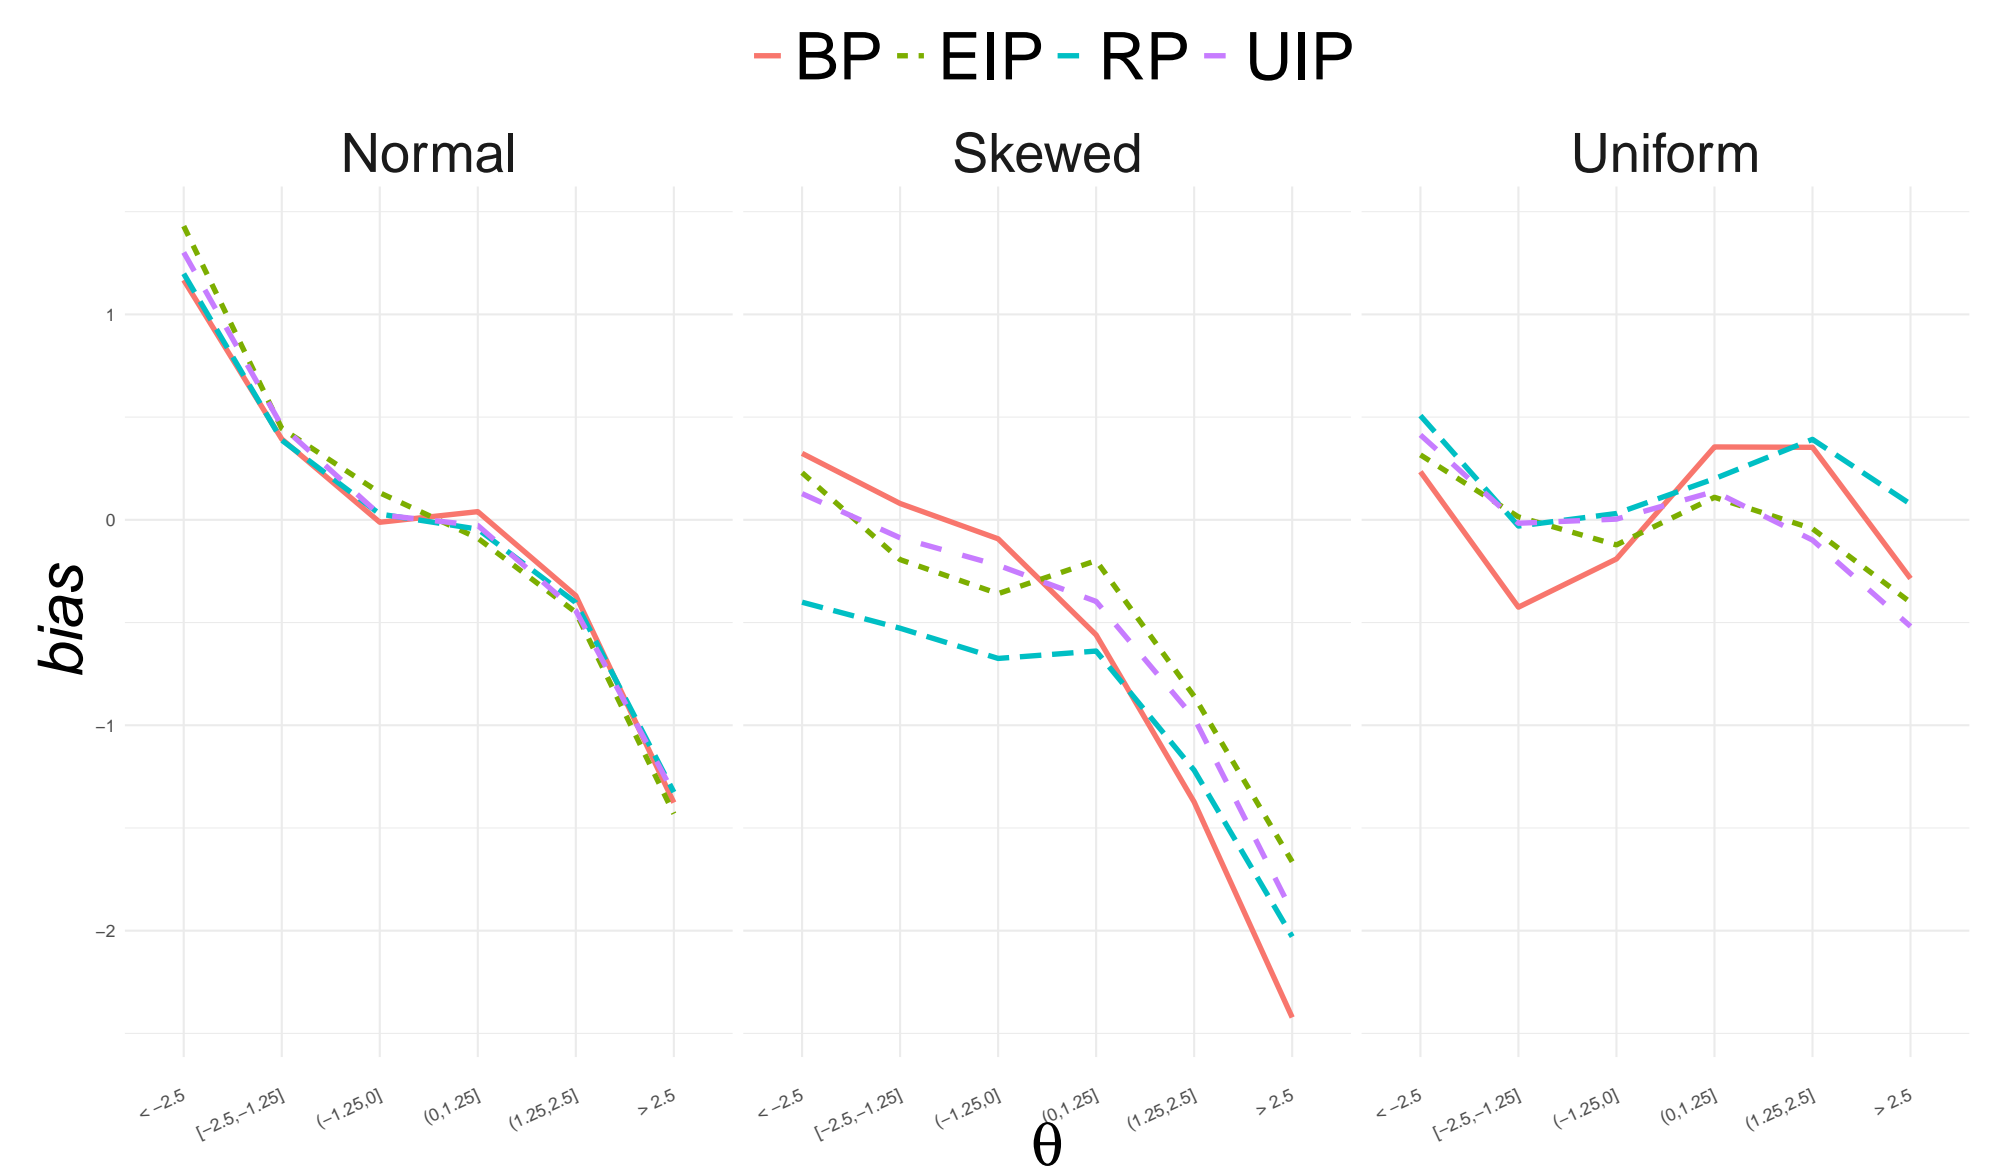 BP EIP RP UIP
Normal Skewed Uniform
1
0
−1
−2
bias
< −2.5 [−2.5,−1.25] (−1.25,0] (0,1.25] (1.25,2.5] > 2.5 < −2.5 [−2.5,−1.25] (−1.25,0] (0,1.25] (1.25,2.5] > 2.5 < −2.5 [−2.5,−1.25] (−1.25,0] (0,1.25] (1.25,2.5] > 2.5
θ